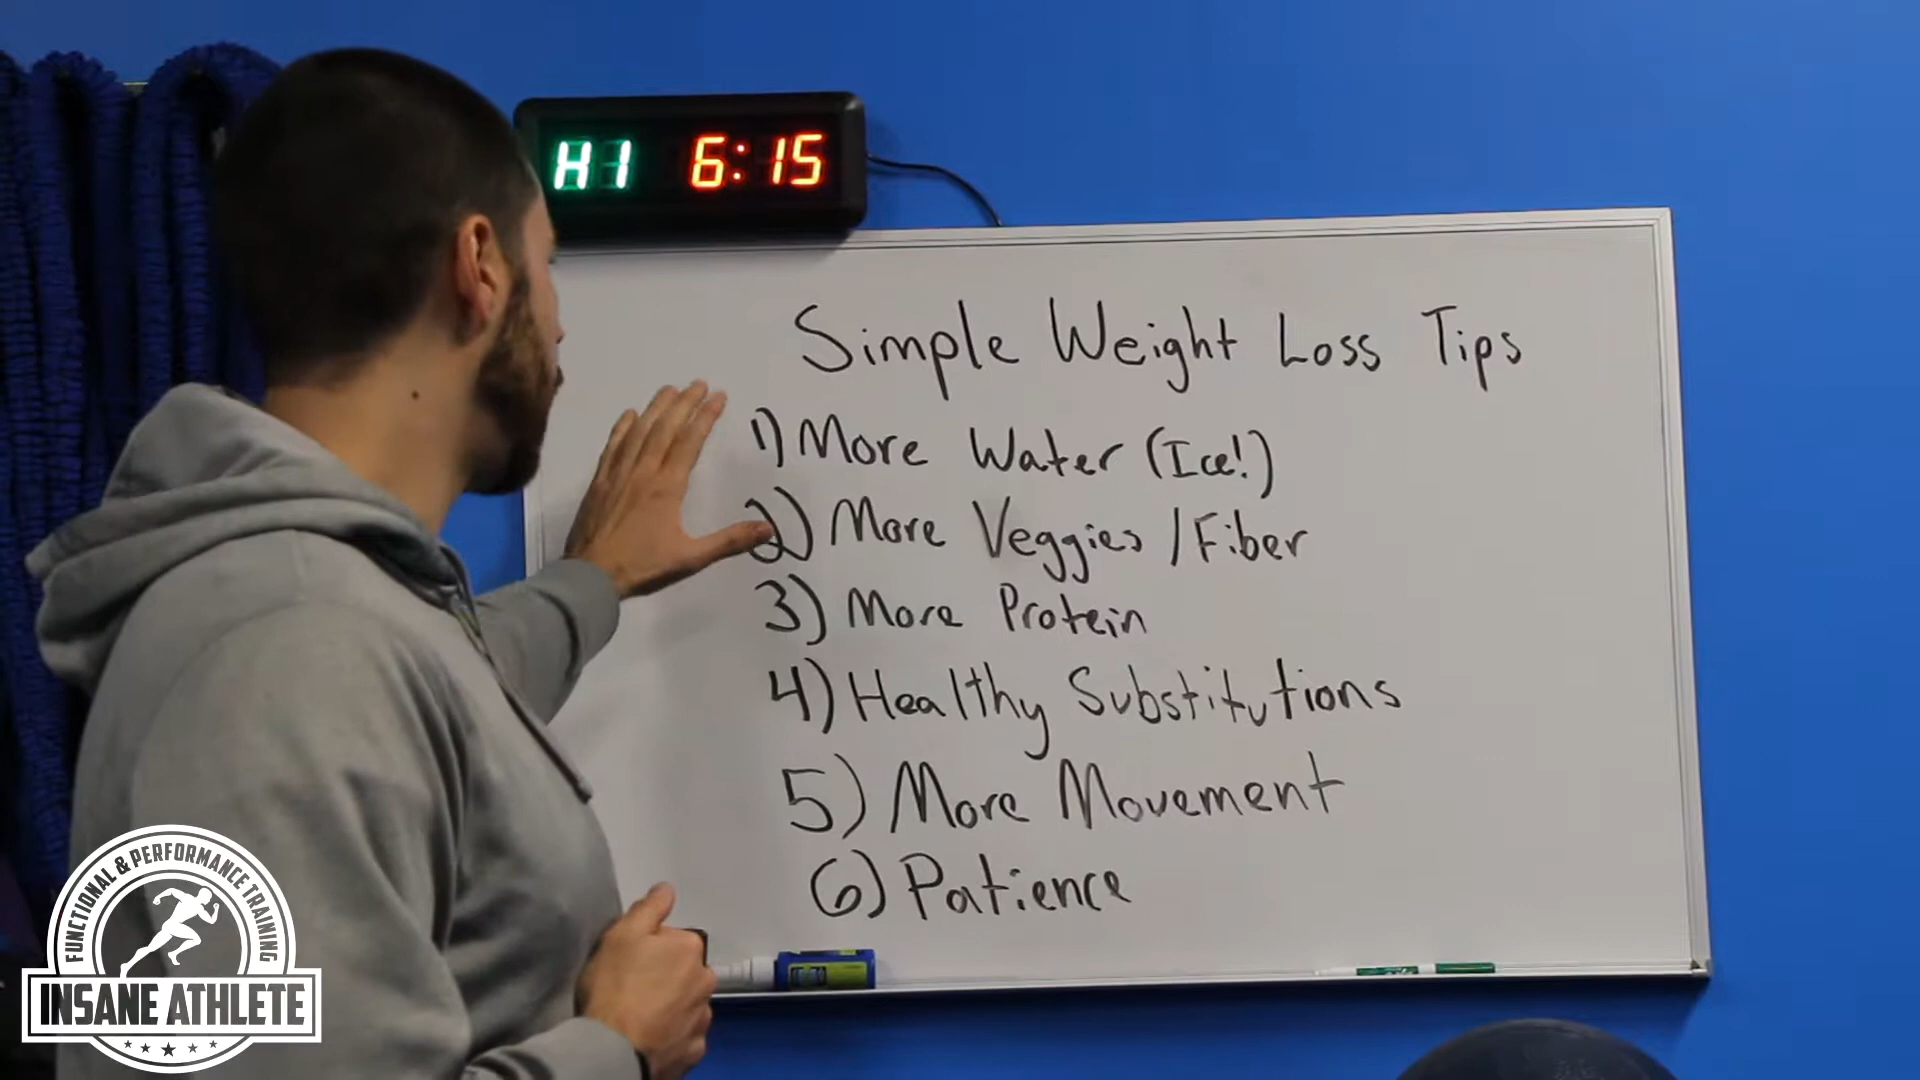 H1 6:15
Simple Weight Loss Tips
1) More Water (Ice!)
2) More Veggies / Fiber
3) More Protein
4) Healthy Substitutions
5) More Movement
6) Patience
FUNCTIONAL & PERFORMANCE TRAINING
INSANE ATHLETE